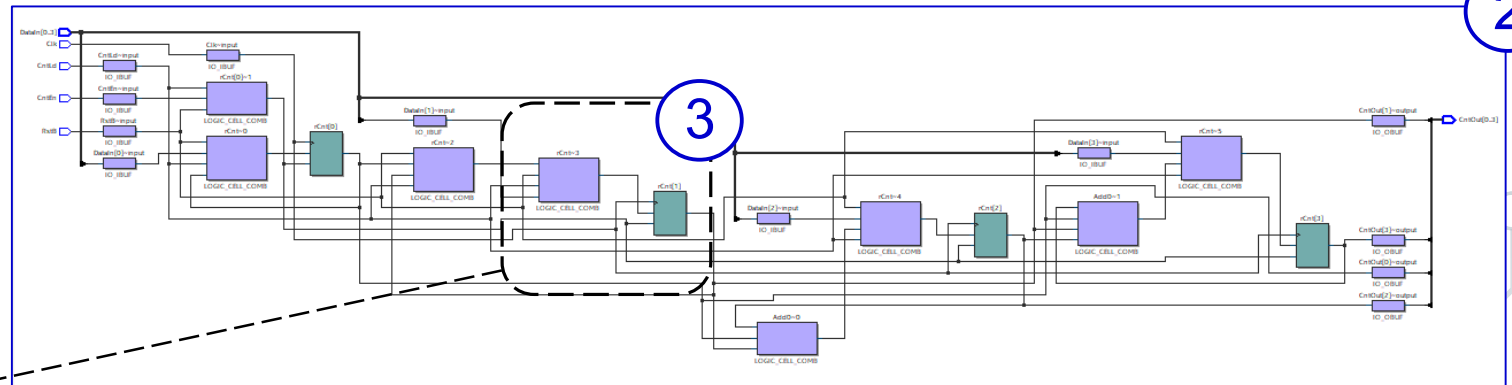 2
DataIn[0..3]
Clk
Clk~input
IO_IBUF
CntLd
CntLd~input
IO_IBUF
rCnt[0]~1
LOGIC_CELL_COMB
CntEn
CntEn~input
IO_IBUF
RstB
RstB~input
IO_IBUF
rCnt~0
LOGIC_CELL_COMB
rCnt[0]
DataIn[0]~input
IO_IBUF
DataIn[1]~input
IO_IBUF
rCnt~2
LOGIC_CELL_COMB
3
rCnt~3
LOGIC_CELL_COMB
rCnt[1]
DataIn[2]~input
IO_IBUF
Add0~0
LOGIC_CELL_COMB
rCnt~4
LOGIC_CELL_COMB
rCnt[2]
DataIn[3]~input
IO_IBUF
Add0~1
LOGIC_CELL_COMB
rCnt~5
LOGIC_CELL_COMB
rCnt[3]
CntOut[1]~output
IO_OBUF
CntOut[0..3]
CntOut[3]~output
IO_OBUF
CntOut[0]~output
IO_OBUF
CntOut[2]~output
IO_OBUF